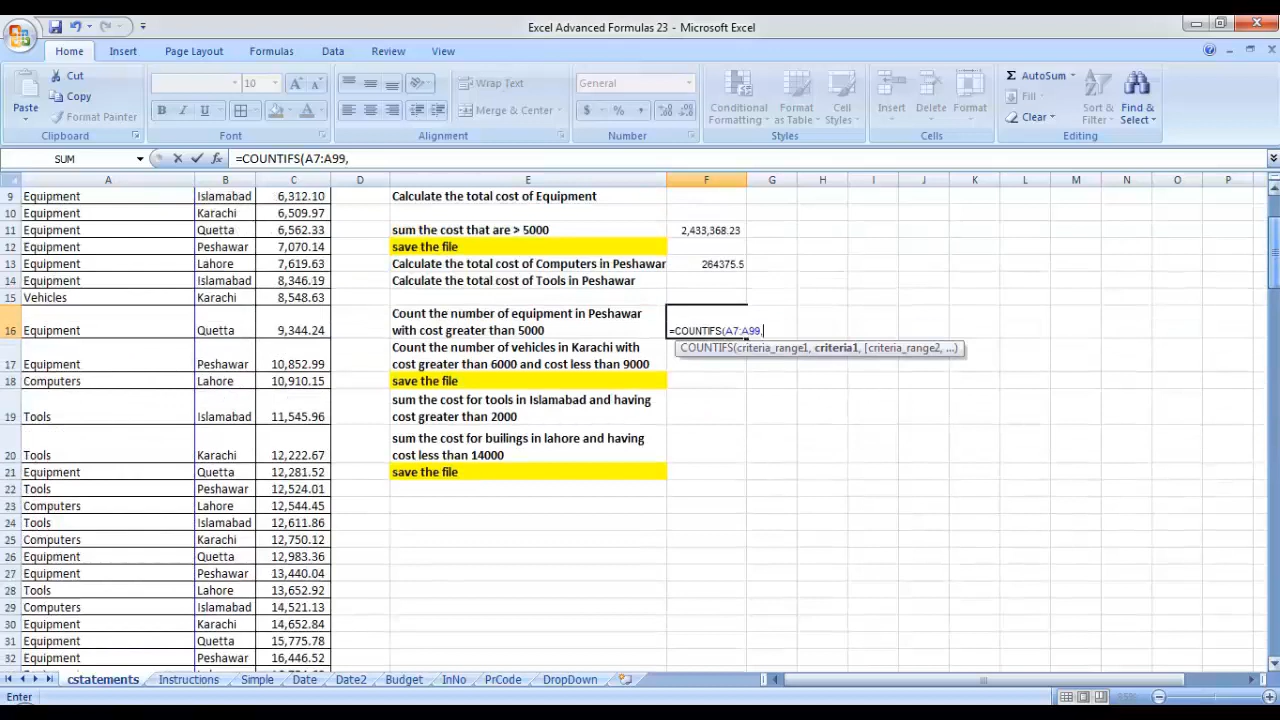 Excel Advanced Formulas 23 - Microsoft Excel
Home Insert Page Layout Formulas Data Review View
Cut
Copy
Format Painter
Paste
Clipboard
10
B I U
Font
Wrap Text
Merge & Center
Alignment
General
$ % ,
Number
Conditional Formatting
Format as Table
Cell Styles
Styles
Insert Delete Format
Cells
AutoSum
Fill
Clear
Sort & Filter
Find & Select
Editing
SUM =COUNTIFS(A7:A99,
A B C D E F G H I J K L M N O P
9 Equipment Islamabad 6,312.10 Calculate the total cost of Equipment
10 Equipment Karachi 6,509.97
11 Equipment Quetta 6,562.33 sum the cost that are > 5000 2,433,368.23
12 Equipment Peshawar 7,070.14 save the file
13 Equipment Lahore 7,619.63 Calculate the total cost of Computers in Peshawar 264375.5
14 Equipment Islamabad 8,346.19 Calculate the total cost of Tools in Peshawar
15 Vehicles Karachi 8,548.63
Count the number of equipment in Peshawar
16 Equipment Quetta 9,344.24 with cost greater than 5000 =COUNTIFS(A7:A99,
COUNTIFS(criteria_range1, criteria1, [criteria_range2, ...)
Count the number of vehicles in Karachi with
17 Equipment Peshawar 10,852.99 cost greater than 6000 and cost less than 9000
18 Computers Lahore 10,910.15 save the file
sum the cost for tools in Islamabad and having
19 Tools Islamabad 11,545.96 cost greater than 2000
sum the cost for builings in lahore and having
20 Tools Karachi 12,222.67 cost less than 14000
21 Equipment Quetta 12,281.52 save the file
22 Tools Peshawar 12,524.01
23 Computers Lahore 12,544.45
24 Tools Islamabad 12,611.86
25 Computers Karachi 12,750.12
26 Equipment Quetta 12,983.36
27 Equipment Peshawar 13,440.04
28 Tools Lahore 13,652.92
29 Computers Islamabad 14,521.13
30 Equipment Karachi 14,652.84
31 Equipment Quetta 15,775.78
32 Equipment Peshawar 16,446.52
cstatements Instructions Simple Date Date2 Budget InNo PrCode DropDown
Enter